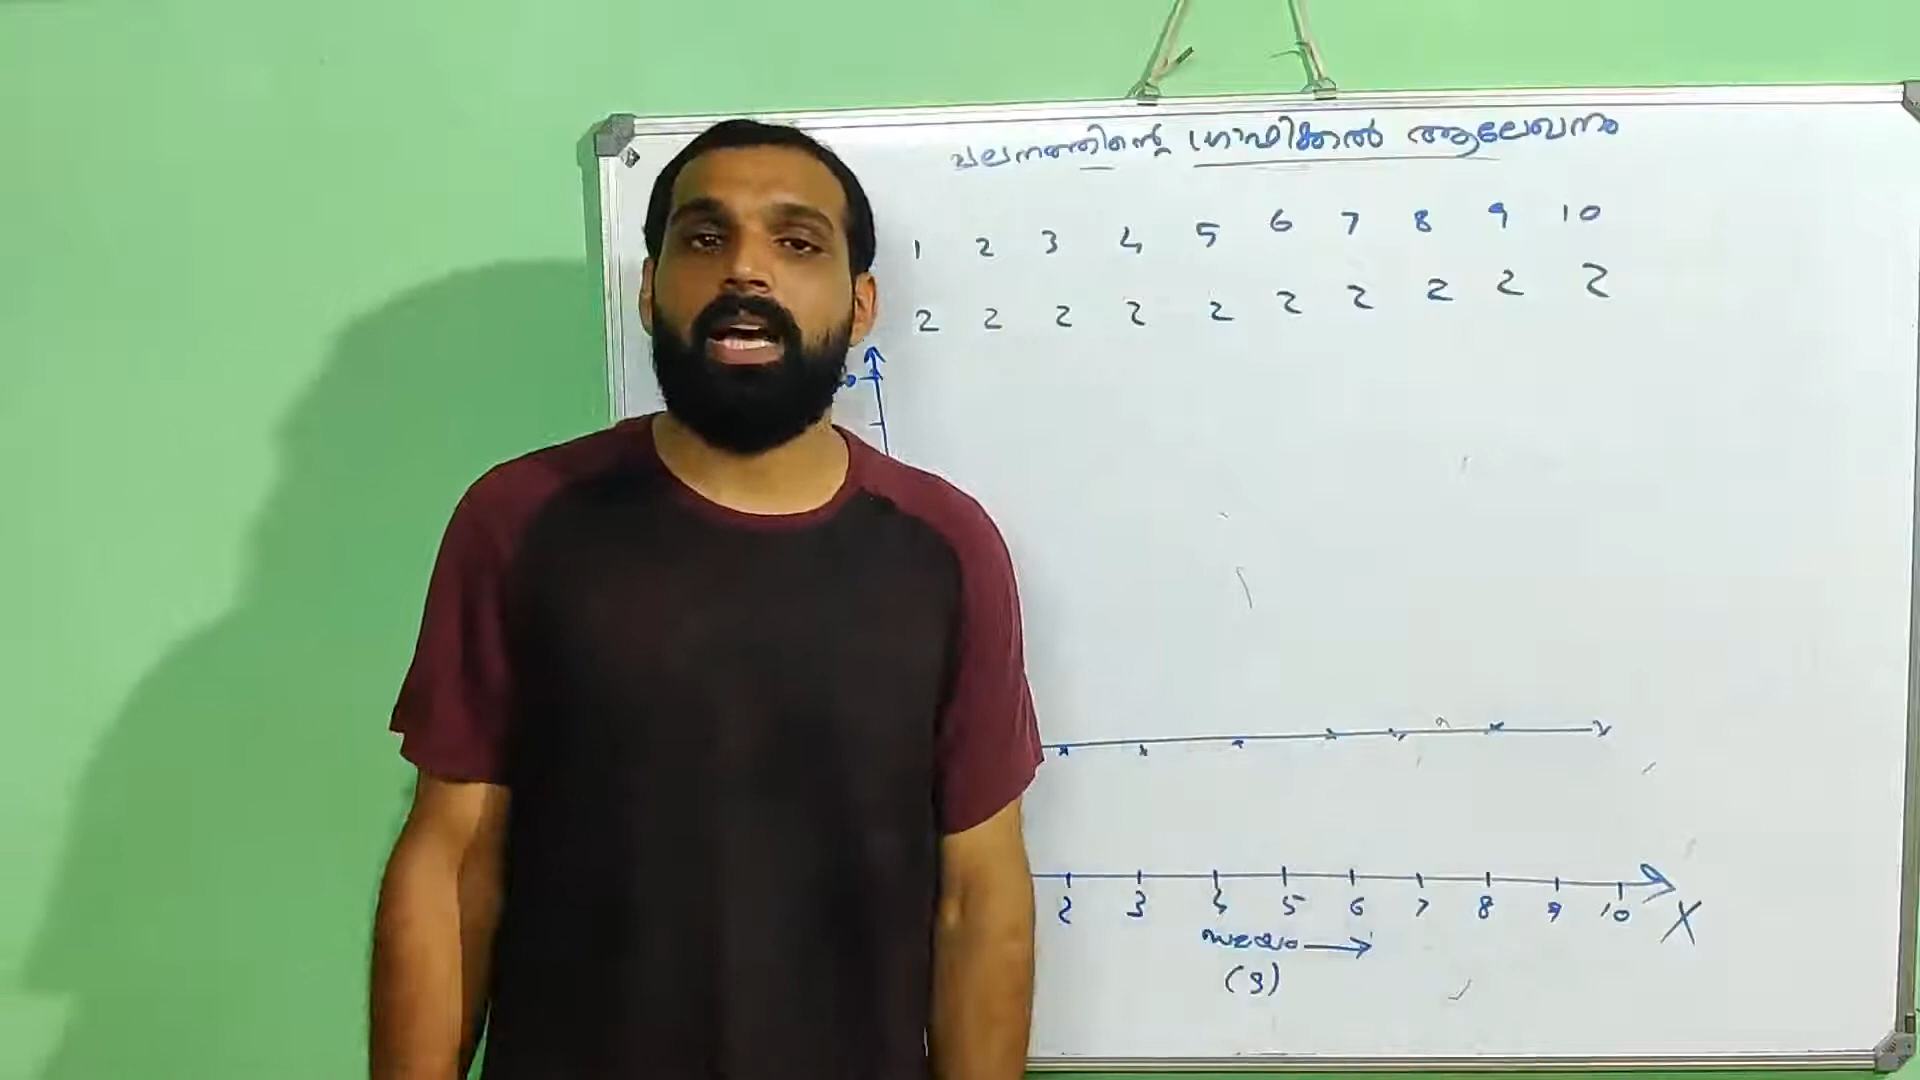 ചലനത്തിന്റെ ഗ്രാഫിക്കൽ ആലേഖനം
1 2 3 4 5 6 7 8 9 10
2 2 2 2 2 2 2 2 2 2
2 3 4 5 6 7 8 9 10
X
സമയം
(s)